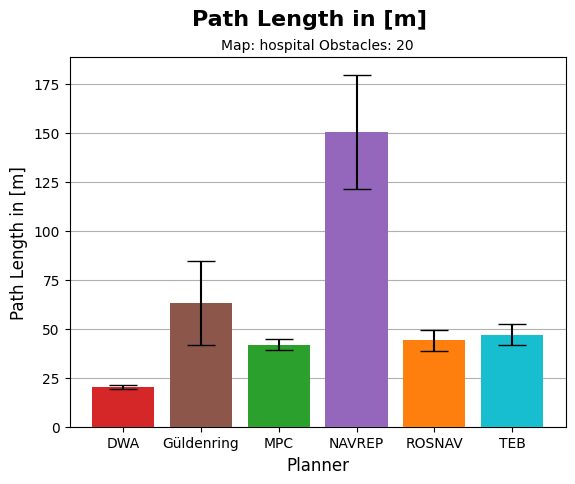 Path Length in [m]
Map: hospital Obstacles: 20
Path Length in [m]
175
150
125
100
75
50
25
0
DWA Güldenring MPC NAVREP ROSNAV TEB
Planner